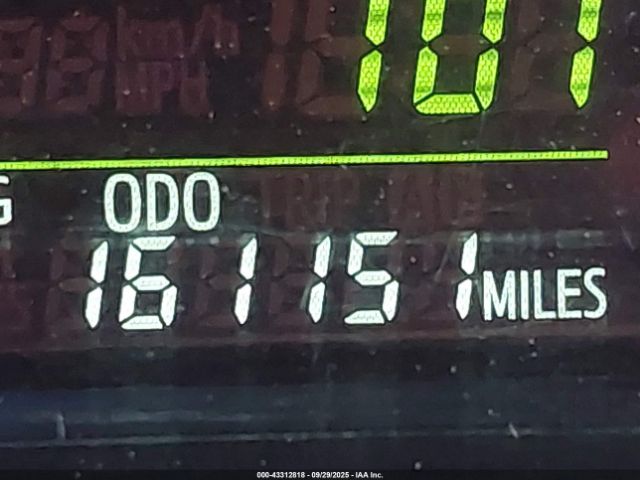 101
G ODO
161151 MILES
000-43312818 - 09/29/2025 - IAA Inc.